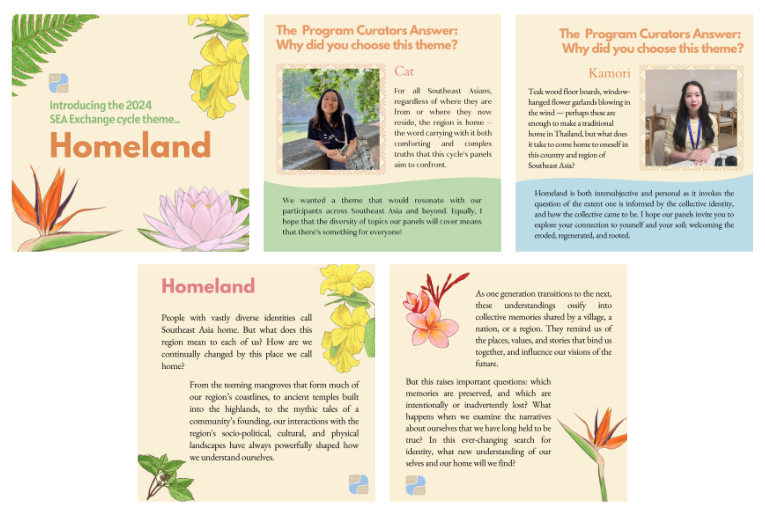 Introducing the 2024
SEA Exchange cycle theme...
Homeland
The Program Curators Answer:
Why did you choose this theme?
Cat
For all Southeast Asians,
regardless of where they are
from or where they now
reside, the region is home –
the word carrying with it both
comforting and complex
truths that this cycle's panels
aim to confront.
We wanted a theme that would resonate with our
participants across Southeast Asia and beyond. Equally, I
hope that the diversity of topics our panels will cover means
that there's something for everyone!
The Program Curators Answer:
Why did you choose this theme?
Kamori
Teak wood floor boards, window-
hanged flower garlands blowing in
the wind — perhaps these are
enough to make a traditional
home in Thailand, but what does
it take to come home to oneself in
this country and region of
Southeast Asia?
Homeland is both intersubjective and personal as it invokes the
question of the extent one is informed by the collective identity,
and how the collective came to be. I hope our panels invite you to
explore your connection to yourself and your soil; welcoming the
eroded, regenerated, and rooted.
Homeland
People with vastly diverse identities call
Southeast Asia home. But what does this
region mean to each of us? How are we
continually changed by this place we call
home?
From the teeming mangroves that form much of
our region's coastlines, to ancient temples built
into the highlands, to the mythic tales of a
community's founding, our interactions with the
region's socio-political, cultural, and physical
landscapes have always powerfully shaped how
we understand ourselves.
As one generation transitions to the next,
these understandings ossify into
collective memories shared by a village, a
nation, or a region. They remind us of
the places, values, and stories that bind us
together, and influence our visions of the
future.
But this raises important questions: which
memories are preserved, and which are
intentionally or inadvertently lost? What
happens when we examine the narratives
about ourselves that we have long held to be
true? In this ever-changing search for
identity, what new understanding of our
selves and our home will we find?